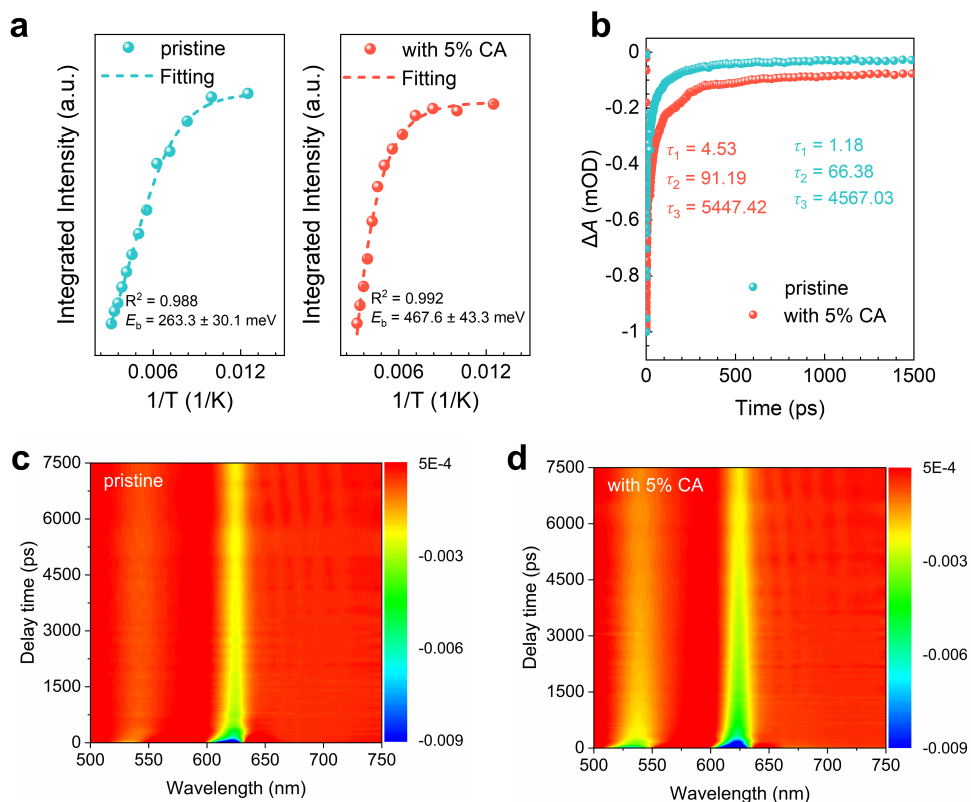 a
pristine
Fitting
Integrated Intensity (a.u.)
R² = 0.988
E_b = 263.3 ± 30.1 meV
0.006 0.012
1/T (1/K)
with 5% CA
Fitting
Integrated Intensity (a.u.)
R² = 0.992
E_b = 467.6 ± 43.3 meV
0.006 0.012
1/T (1/K)
b
0
-0.2
-0.4
-0.6
-0.8
-1
ΔA (mOD)
τ₁ = 4.53
τ₂ = 91.19
τ₃ = 5447.42
τ₁ = 1.18
τ₂ = 66.38
τ₃ = 4567.03
pristine
with 5% CA
0 500 1000 1500
Time (ps)
c
pristine
7500
6000
4500
3000
1500
0
Delay time (ps)
500 550 600 650 700 750
Wavelength (nm)
5E-4
-0.003
-0.006
-0.009
d
with 5% CA
7500
6000
4500
3000
1500
0
Delay time (ps)
500 550 600 650 700 750
Wavelength (nm)
5E-4
-0.003
-0.006
-0.009